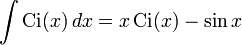 ∫ Ci(x) dx = x Ci(x) − sin x